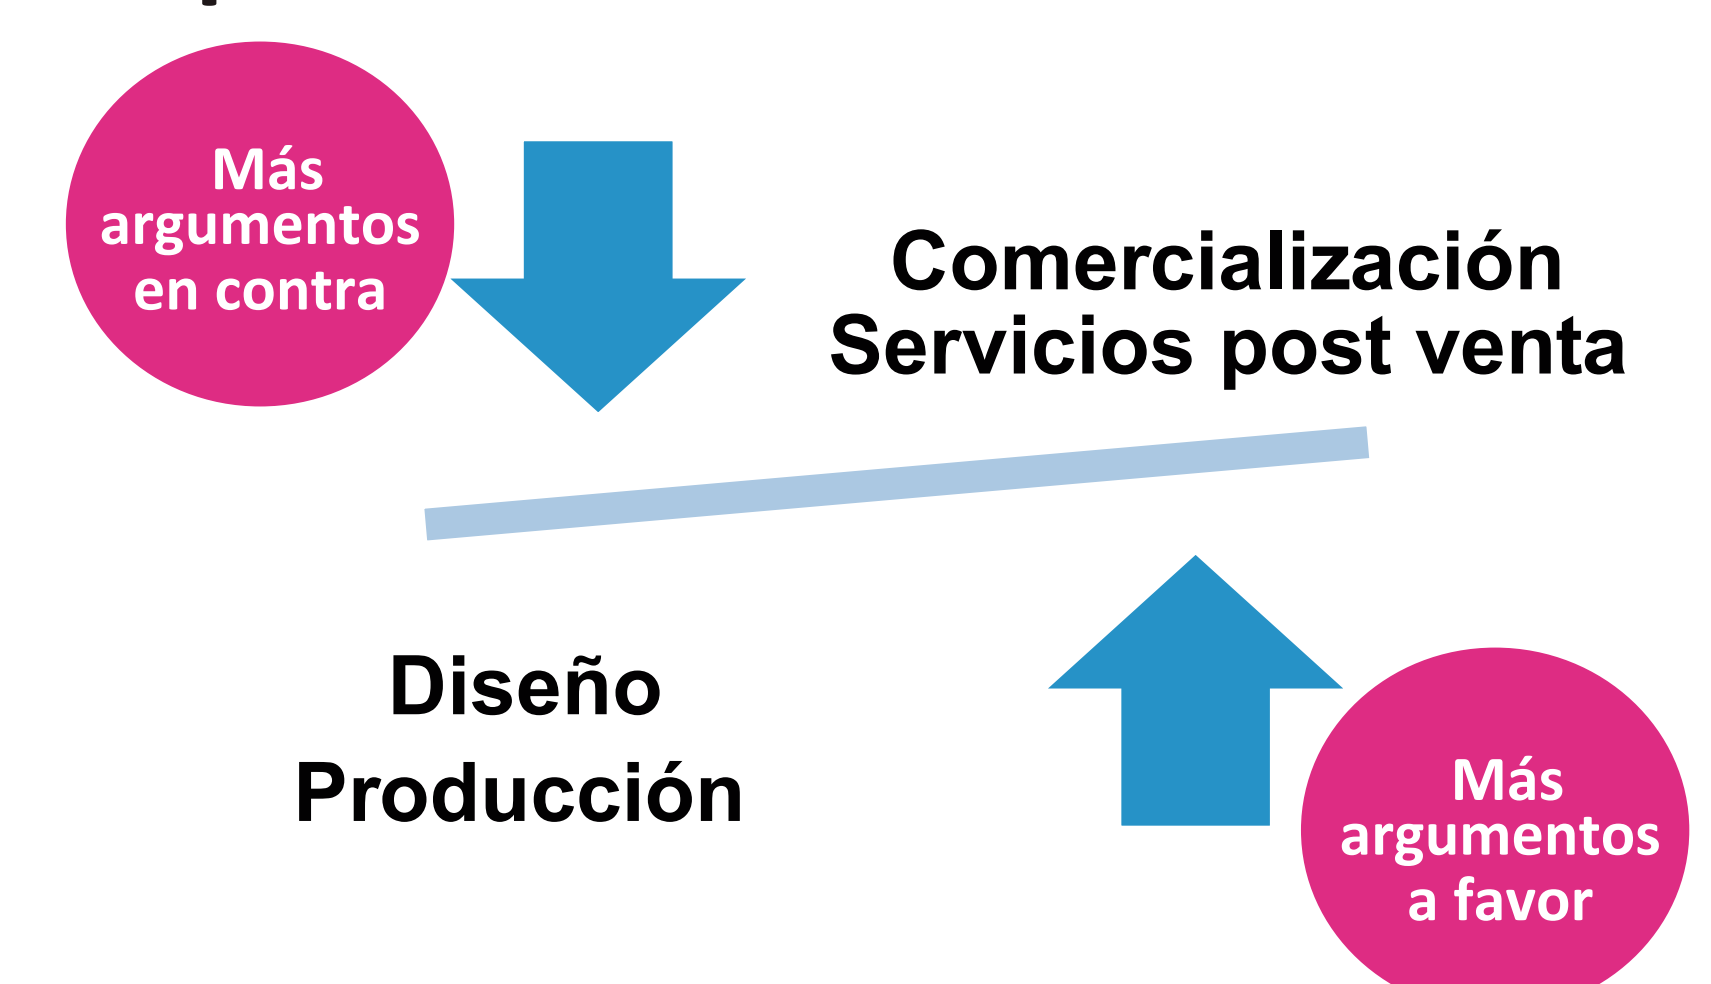 Más
argumentos
en contra
Comercialización
Servicios post venta
Diseño
Producción
Más
argumentos
a favor